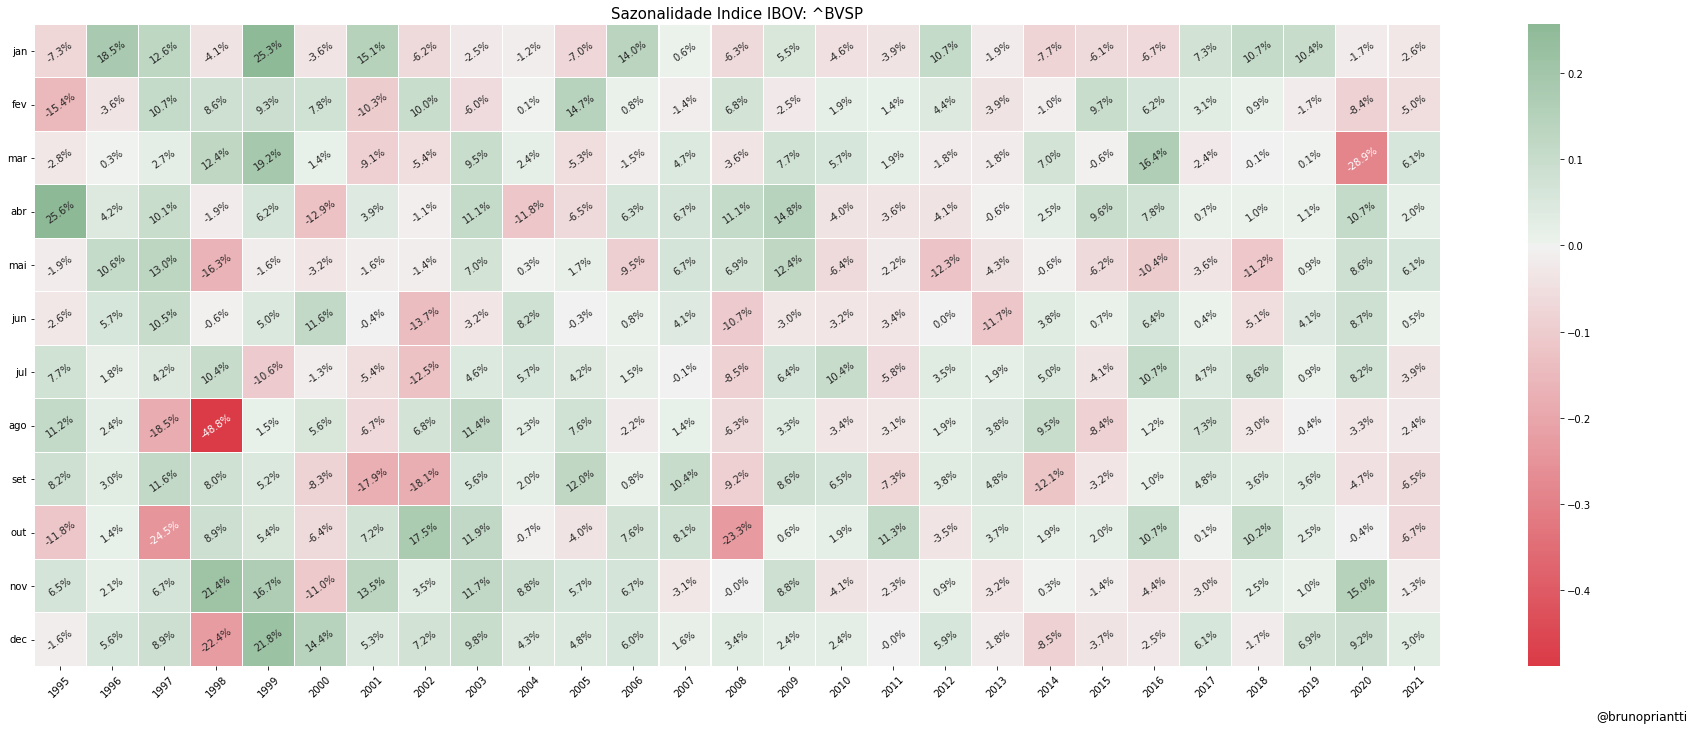 Sazonalidade Indice IBOV: ^BVSP
jan -7.3% 18.5% 12.6% -4.1% 25.3% -3.6% 15.1% -6.2% -2.5% -1.2% -7.0% 14.0% 0.6% -6.3% 5.5% -4.6% -3.9% 10.7% -1.9% -7.7% -6.1% -6.7% 7.3% 10.7% 10.4% -1.7% -2.6%
fev -15.4% -3.6% 10.7% 8.6% 9.3% 7.8% -10.3% 10.0% -6.0% 0.1% 14.7% 0.8% -1.4% 6.8% -2.5% 1.9% 1.4% 4.4% -3.9% -1.0% 9.7% 6.2% 3.1% 0.9% -1.7% -8.4% -5.0%
mar -2.8% 0.3% 2.7% 12.4% 19.2% 1.4% -9.1% -5.4% 9.5% 2.4% -5.3% -1.5% 4.7% -3.6% 7.7% 5.7% 1.9% -1.8% -1.8% 7.0% -0.6% 16.4% -2.4% -0.1% 0.1% -28.9% 6.1%
abr 25.6% 4.2% 10.1% -1.9% 6.2% -12.9% 3.9% -1.1% 11.1% -11.8% -6.5% 6.3% 6.7% 11.1% 14.8% -4.0% -3.6% -4.1% -0.6% 2.5% 9.6% 7.8% 0.7% 1.0% 1.1% 10.7% 2.0%
mai -1.9% 10.6% 13.0% -16.3% -1.6% -3.2% -1.6% -1.4% 7.0% 0.3% 1.7% -9.5% 6.7% 6.9% 12.4% -6.4% -2.2% -12.3% -4.3% -0.6% -6.2% -10.4% -3.6% -11.2% 0.9% 8.6% 6.1%
jun -2.6% 5.7% 10.5% -0.6% 5.0% 11.6% -0.4% -13.7% -3.2% 8.2% -0.3% 0.8% 4.1% -10.7% -3.0% -3.2% -3.4% 0.0% -11.7% 3.8% 0.7% 6.4% 0.4% -5.1% 4.1% 8.7% 0.5%
jul 7.7% 1.8% 4.2% 10.4% -10.6% -1.3% -5.4% -12.5% 4.6% 5.7% 4.2% 1.5% -0.1% -8.5% 6.4% 10.4% -5.8% 3.5% 1.9% 5.0% -4.1% 10.7% 4.7% 8.6% 0.9% 8.2% -3.9%
ago 11.2% 2.4% -18.5% -48.8% 1.5% 5.6% -6.7% 6.8% 11.4% 2.3% 7.6% -2.2% 1.4% -6.3% 3.3% -3.4% -3.1% 1.9% 3.8% 9.5% -8.4% 1.2% 7.3% -3.0% -0.4% -3.3% -2.4%
set 8.2% 3.0% 11.6% 8.0% 5.2% -8.3% -17.9% -18.1% 5.6% 2.0% 12.0% 0.8% 10.4% -9.2% 8.6% 6.5% -7.3% 3.8% 4.8% -12.1% -3.2% 1.0% 4.8% 3.6% 3.6% -4.7% -6.5%
out -11.8% 1.4% -24.5% 8.9% 5.4% -6.4% 7.2% 17.5% 11.9% -0.7% -4.0% 7.6% 8.1% -23.3% 0.6% 1.9% 11.3% -3.5% 3.7% 1.9% 2.0% 10.7% 0.1% 10.2% 2.5% -0.4% -6.7%
nov 6.5% 2.1% 6.7% 21.4% 16.7% -11.0% 13.5% 3.5% 11.7% 8.8% 5.7% 6.7% -3.1% -0.0% 8.8% -4.1% -2.3% 0.9% -3.2% 0.3% -1.4% -4.4% -3.0% 2.5% 1.0% 15.0% -1.3%
dec -1.6% 5.6% 8.9% -22.4% 21.8% 14.4% 5.3% 7.2% 9.8% 4.3% 4.8% 6.0% 1.6% 3.4% 2.4% 2.4% -0.0% 5.9% -1.8% -8.5% -3.7% -2.5% 6.1% -1.7% 6.9% 9.2% 3.0%
1995 1996 1997 1998 1999 2000 2001 2002 2003 2004 2005 2006 2007 2008 2009 2010 2011 2012 2013 2014 2015 2016 2017 2018 2019 2020 2021
0.2
0.1
0.0
−0.1
−0.2
−0.3
−0.4
@brunopriantti